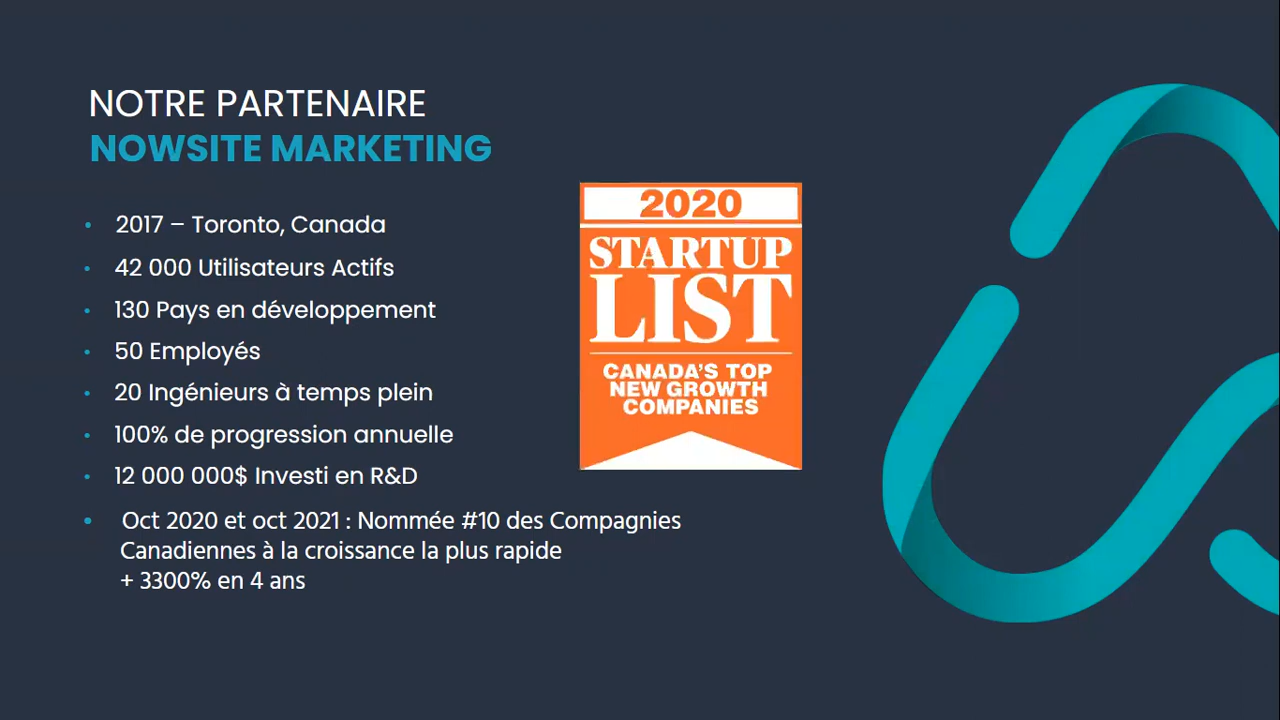 NOTRE PARTENAIRE
NOWSITE MARKETING
• 2017 – Toronto, Canada
• 42 000 Utilisateurs Actifs
• 130 Pays en développement
• 50 Employés
• 20 Ingénieurs à temps plein
• 100% de progression annuelle
• 12 000 000$ Investi en R&D
• Oct 2020 et oct 2021 : Nommée #10 des Compagnies
Canadiennes à la croissance la plus rapide
+ 3300% en 4 ans
2020
STARTUP
LIST
CANADA'S TOP
NEW GROWTH
COMPANIES